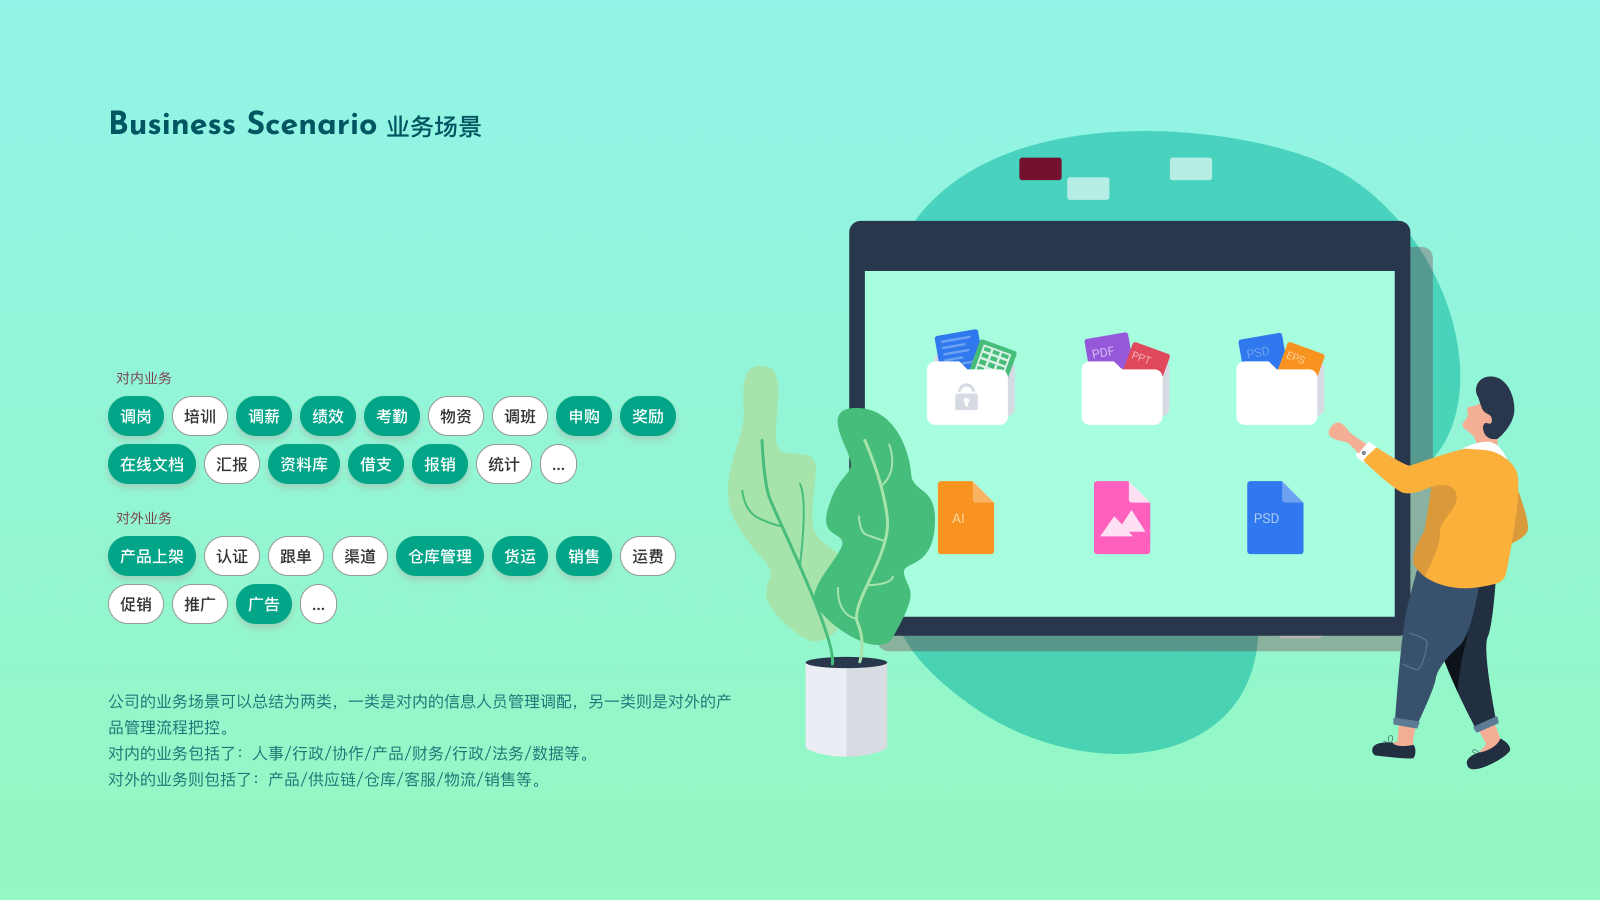 Business Scenario 业务场景
对内业务
调岗 培训 调薪 绩效 考勤 物资 调班 申购 奖励
在线文档 汇报 资料库 借支 报销 统计 ...
对外业务
产品上架 认证 跟单 渠道 仓库管理 货运 销售 运费
促销 推广 广告 ...
公司的业务场景可以总结为两类，一类是对内的信息人员管理调配，另一类则是对外的产
品管理流程把控。
对内的业务包括了：人事/行政/协作/产品/财务/行政/法务/数据等。
对外的业务则包括了：产品/供应链/仓库/客服/物流/销售等。
PDF PPT PSD EPS
AI PSD